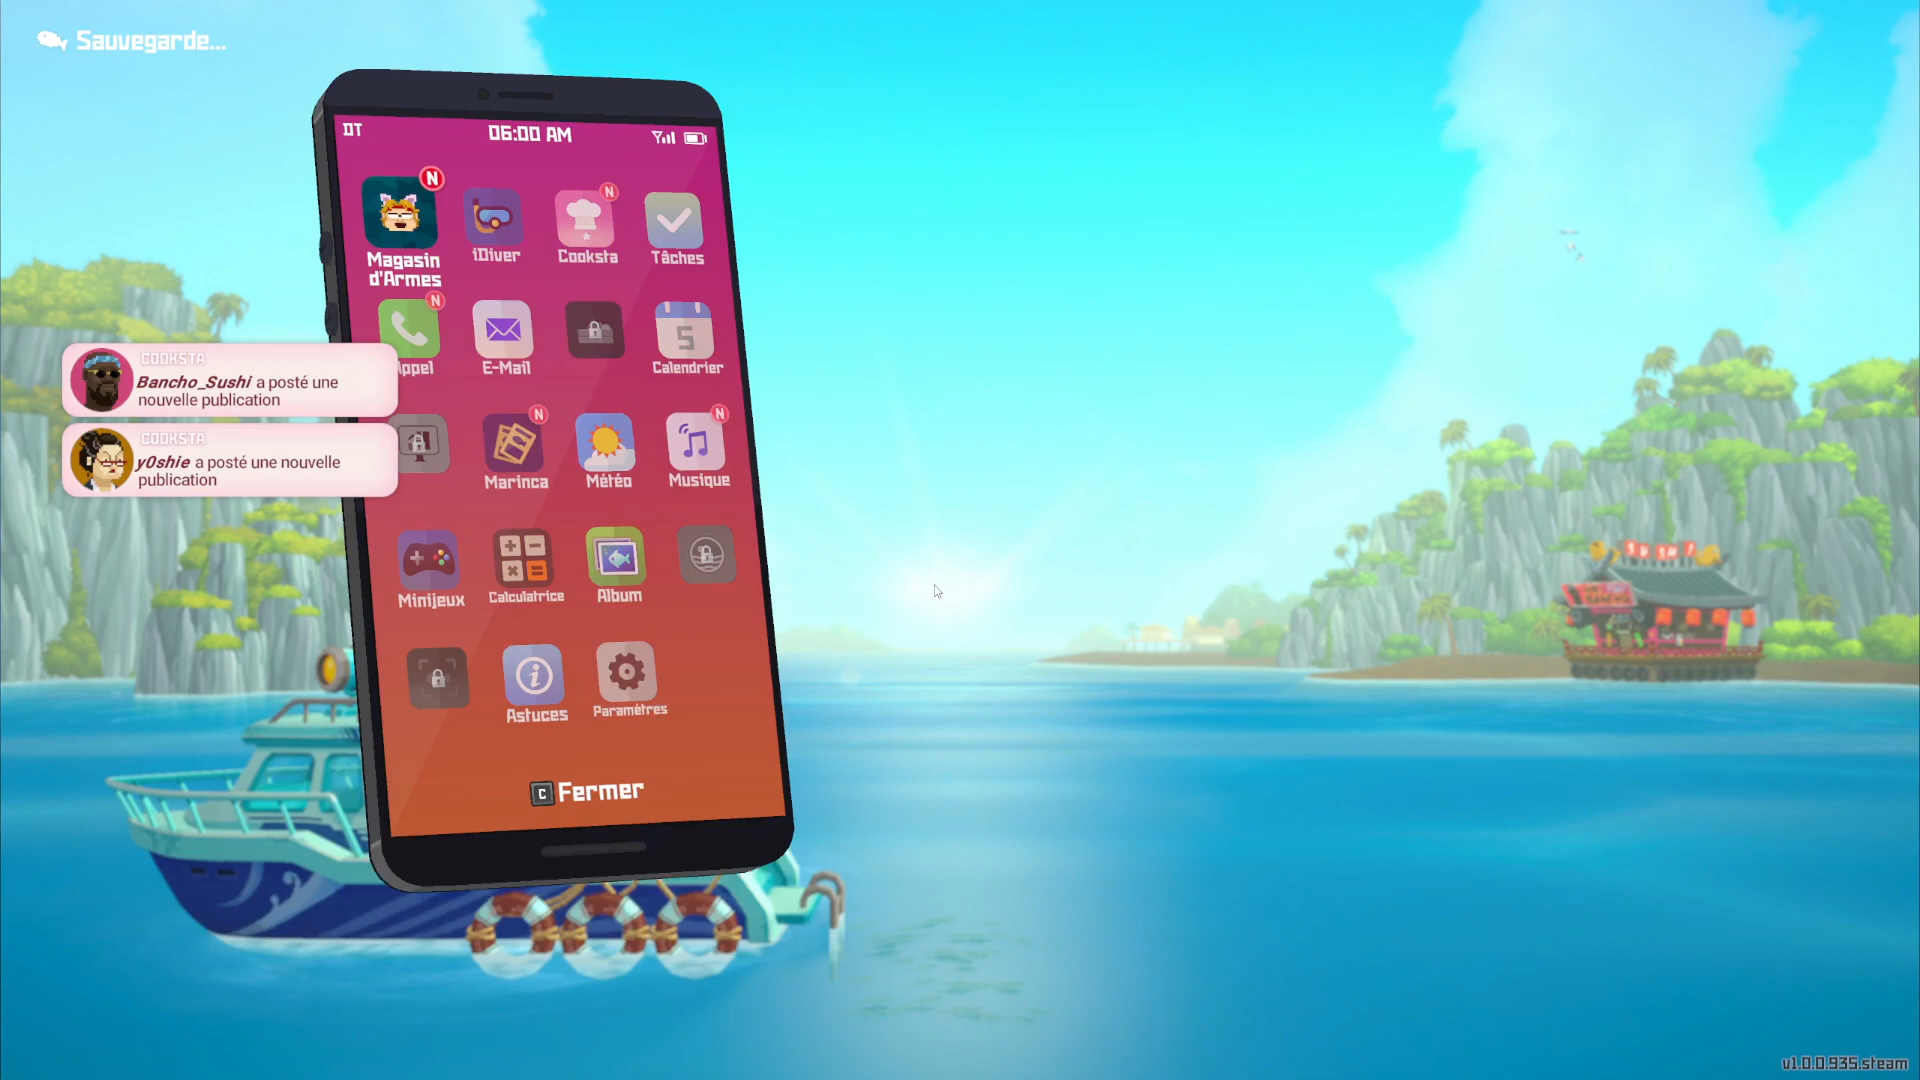 Sauvegarde...
DT
06:00 AM
N
N
Magasin
d'Armes
iDiver
Cooksta
Tâches
N
Appel
E-Mail
5
Calendrier
COOKSTA
Bancho_Sushi a posté une
nouvelle publication
COOKSTA
y0shie a posté une nouvelle
publication
N
N
Marinca
Météo
Musique
Minijeux
Calculatrice
Album
i
Astuces
Paramètres
C Fermer
SUSHI
v1.0.0.935.steam